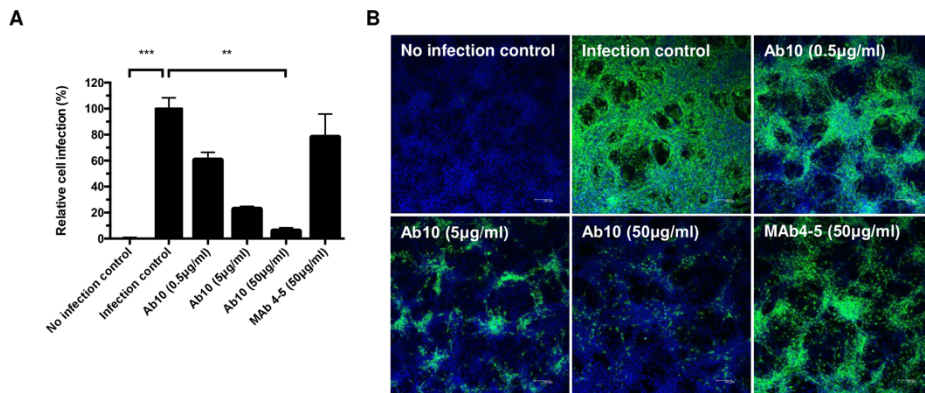 A
***
**
Relative cell infection (%)
120
100
80
60
40
20
0
No infection control
Infection control
Ab10 (0.5µg/ml)
Ab10 (5µg/ml)
Ab10 (50µg/ml)
MAb 4-5 (50µg/ml)
B
No infection control
Infection control
Ab10 (0.5µg/ml)
Ab10 (5µg/ml)
Ab10 (50µg/ml)
MAb4-5 (50µg/ml)